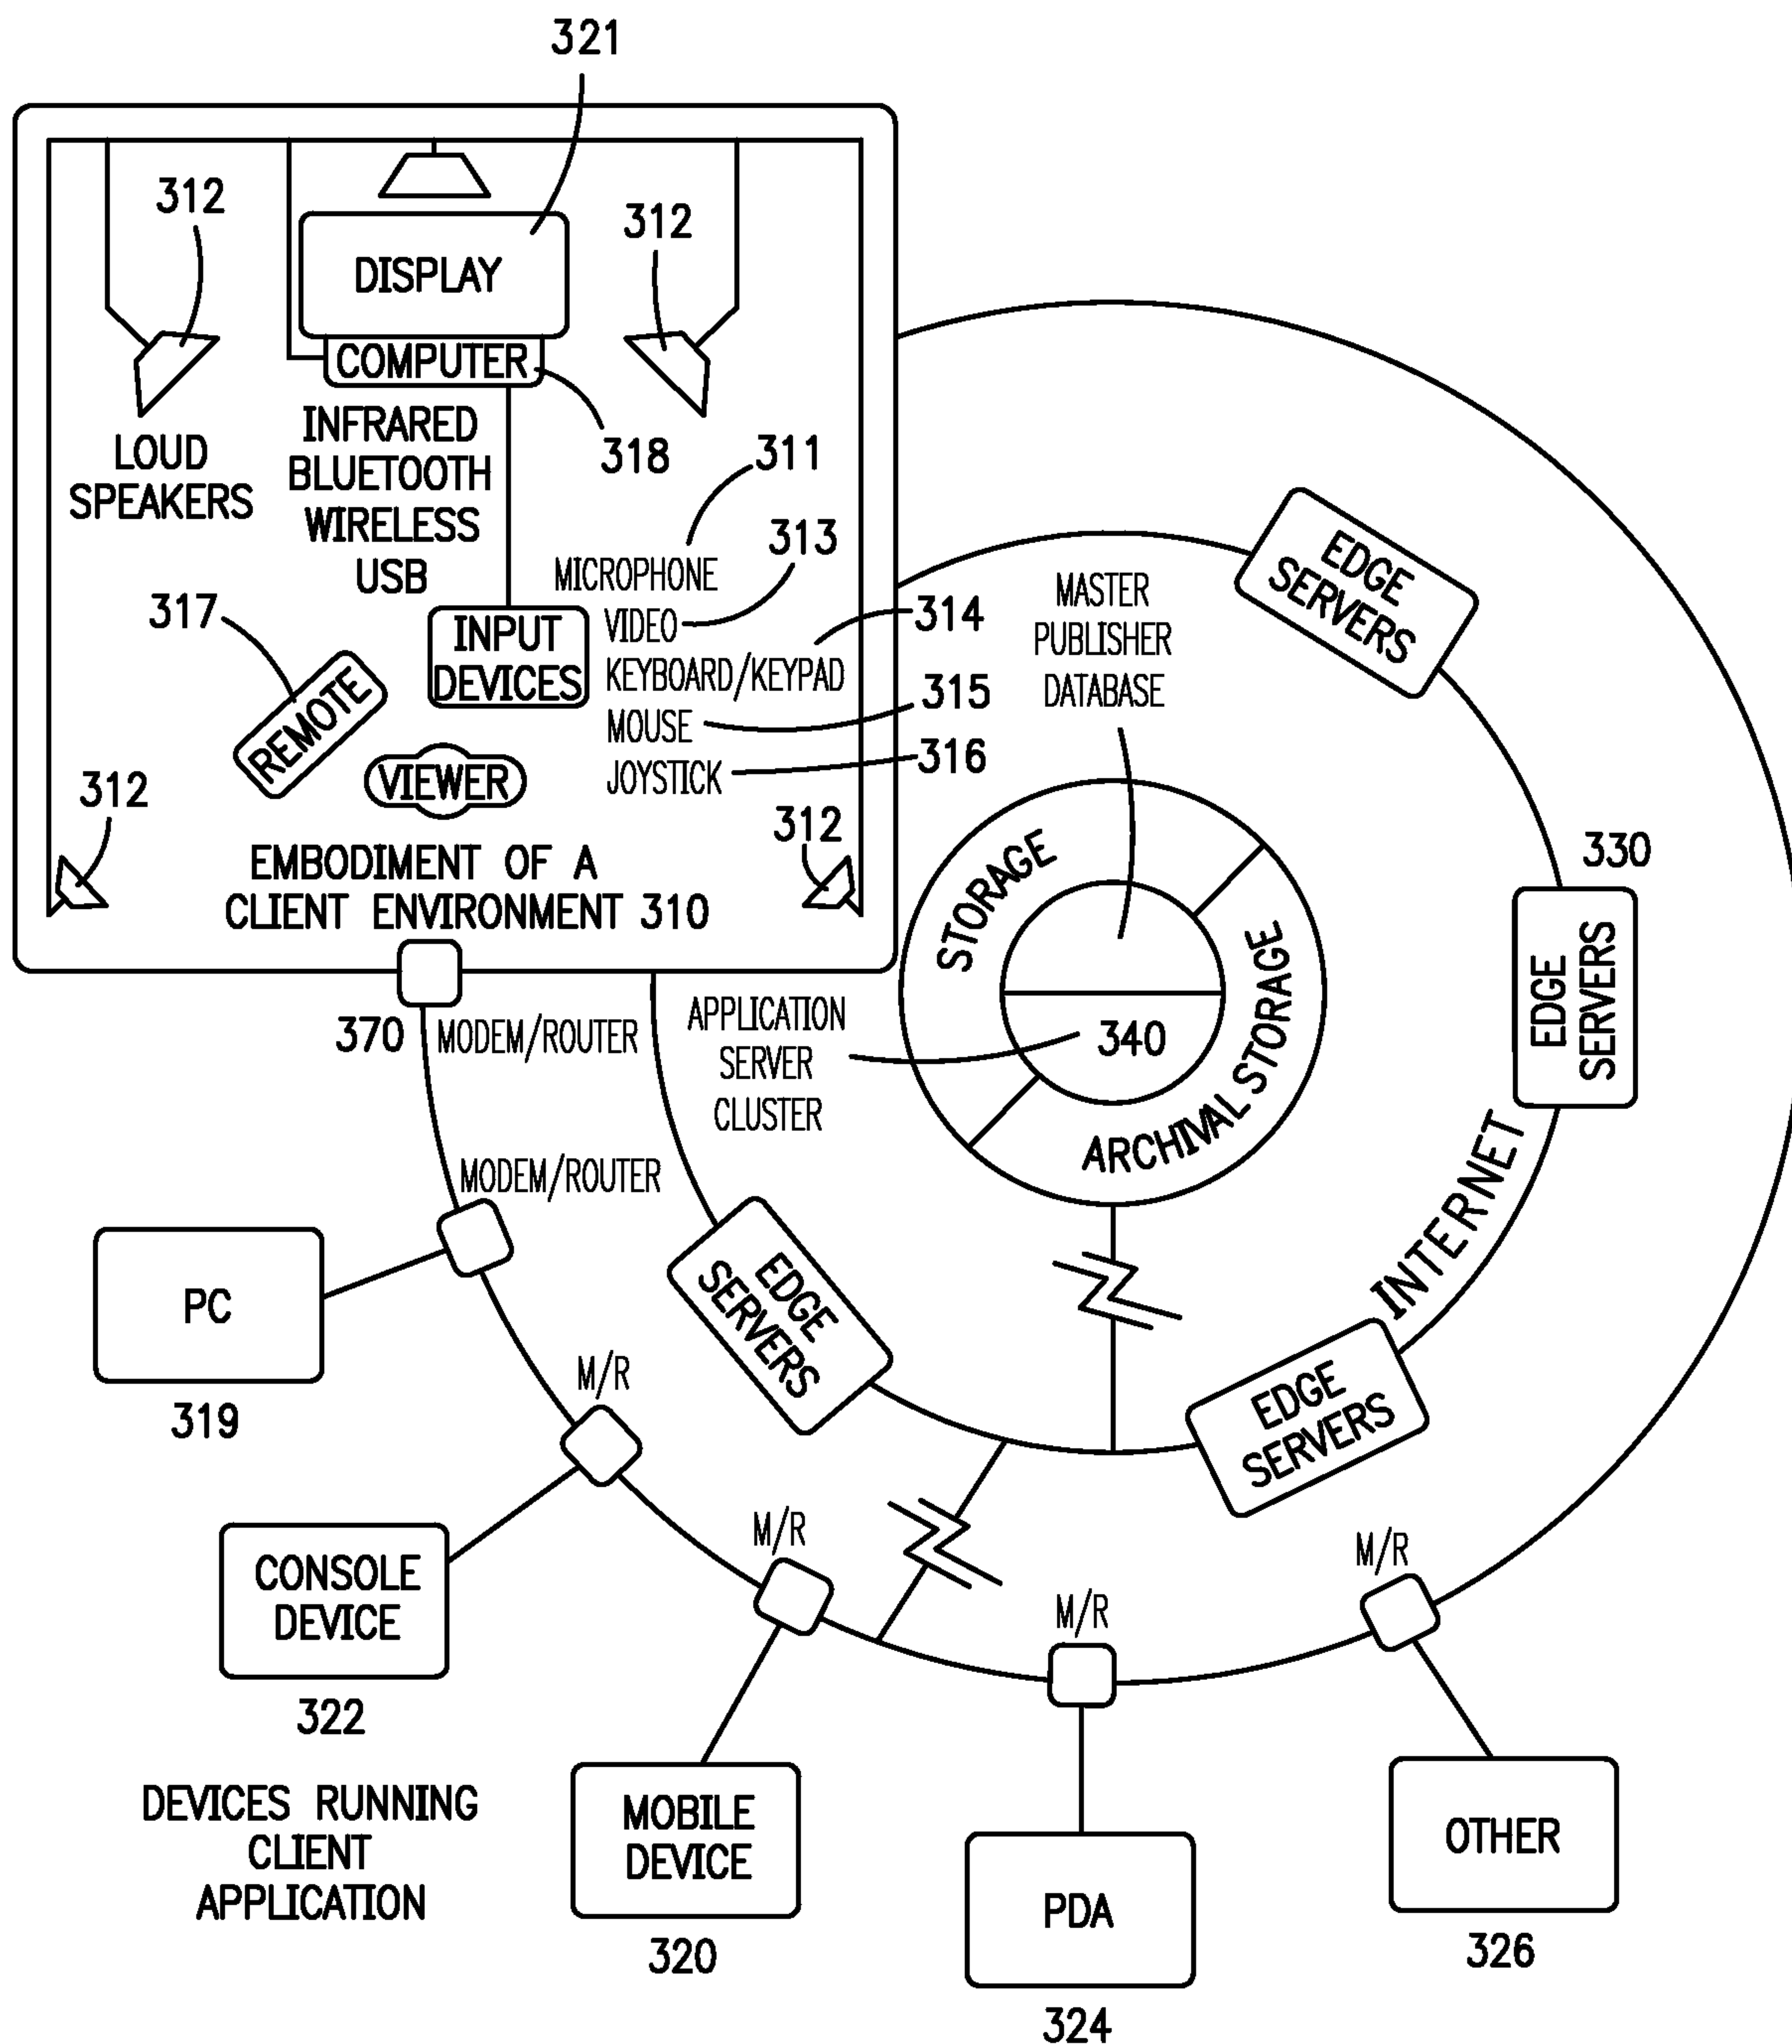 321
312
312
DISPLAY
COMPUTER
318
LOUD
SPEAKERS
INFRARED
BLUETOOTH
WIRELESS
USB
311
MICROPHONE
313
VIDEO
314
KEYBOARD/KEYPAD
315
MOUSE
316
JOYSTICK
INPUT
DEVICES
317
REMOTE
VIEWER
312
312
EMBODIMENT OF A
CLIENT ENVIRONMENT 310
MASTER
PUBLISHER
DATABASE
EDGE
SERVERS
330
EDGE
SERVERS
STORAGE
ARCHIVAL STORAGE
340
APPLICATION
SERVER
CLUSTER
370
MODEM/ROUTER
MODEM/ROUTER
INTERNET
EDGE
SERVERS
EDGE
SERVERS
PC
319
M/R
CONSOLE
DEVICE
322
M/R
MOBILE
DEVICE
320
M/R
PDA
324
M/R
OTHER
326
DEVICES RUNNING
CLIENT
APPLICATION